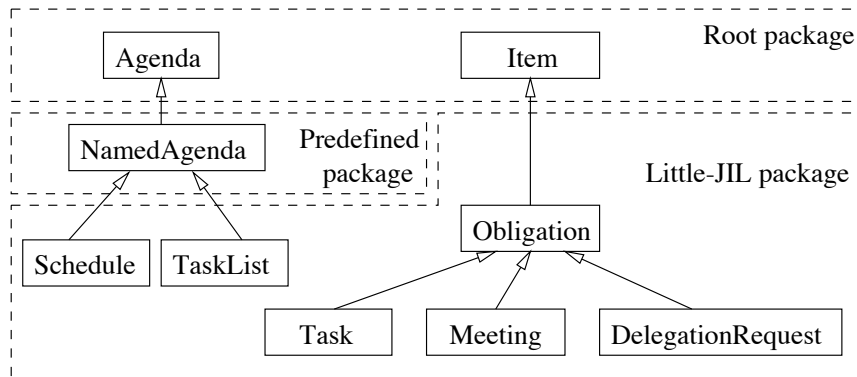 Root package
Agenda
Item
Predefined
package
NamedAgenda
Little-JIL package
Obligation
Schedule
TaskList
Task
Meeting
DelegationRequest